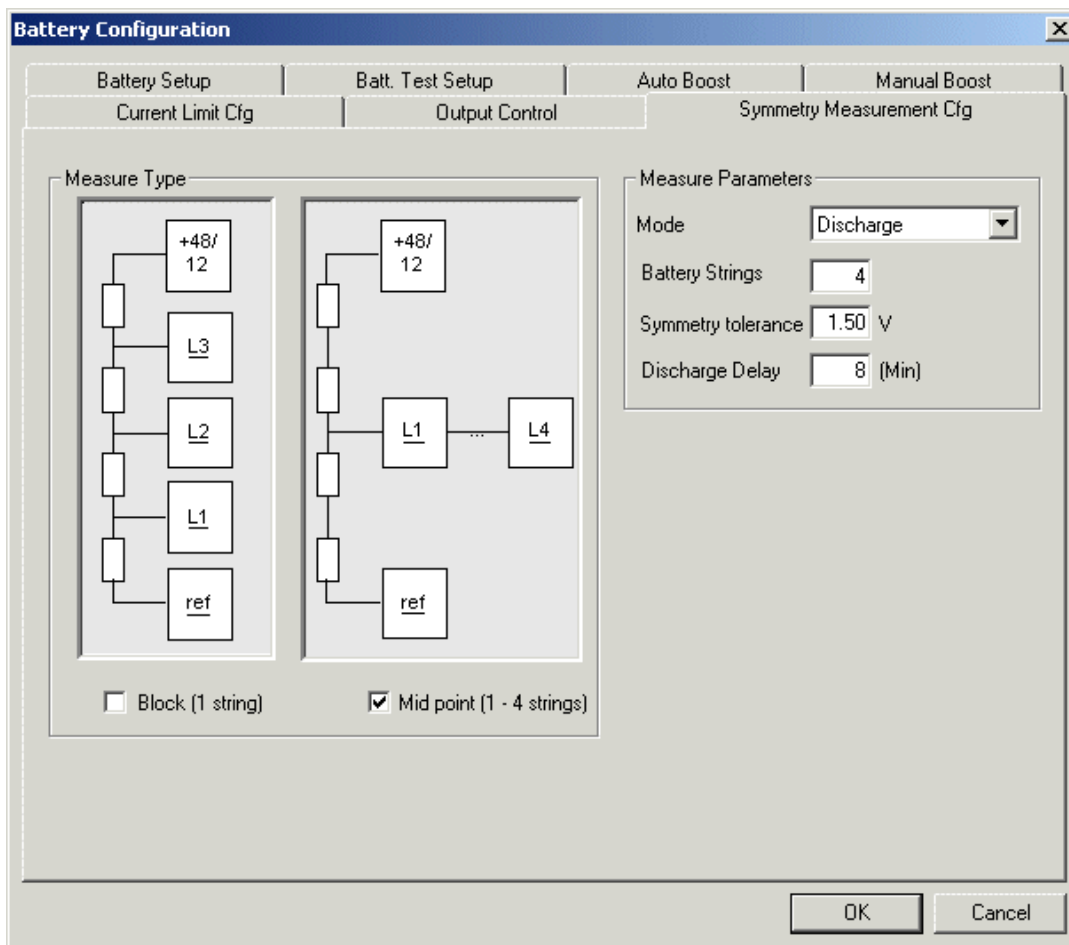 Battery Configuration
Battery Setup
Batt. Test Setup
Auto Boost
Manual Boost
Current Limit Cfg
Output Control
Symmetry Measurement Cfg
Measure Type
+48/
12
L3
L2
L1
ref
+48/
12
L1
...
L4
ref
Block (1 string)
Mid point (1 - 4 strings)
Measure Parameters
Mode
Discharge
Battery Strings
4
Symmetry tolerance
1.50
V
Discharge Delay
8
(Min)
OK
Cancel